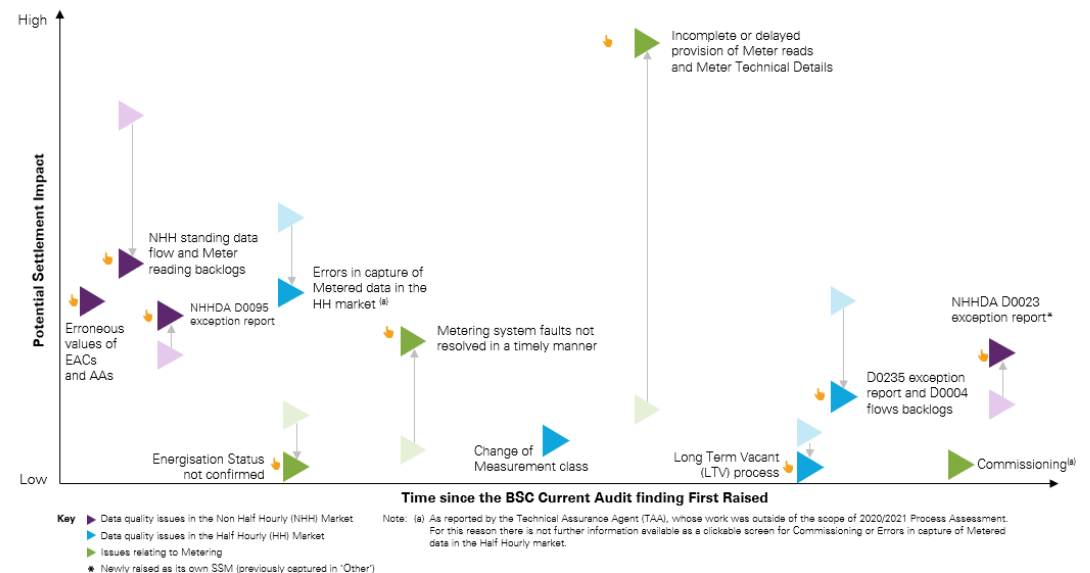 High
Incomplete or delayed
provision of Meter reads
and Meter Technical Details
Potential Settlement Impact
NHH standing data
flow and Meter
reading backlogs
Errors in capture of
Metered data in the
HH market (a)
NHHDA D0095
exception report
Erroneous
values of
EACs
and AAs
Metering system faults not
resolved in a timely manner
NHHDA D0023
exception report*
D0235 exception
report and D0004
flows backlogs
Energisation Status
not confirmed
Change of
Measurement class
Long Term Vacant
(LTV) process
Commissioning(a)
Low
Time since the BSC Current Audit finding First Raised
Key
Data quality issues in the Non Half Hourly (NHH) Market
Data quality issues in the Half Hourly (HH) Market
Issues relating to Metering
* Newly raised as its own SSM (previously captured in 'Other')
Note: (a) As reported by the Technical Assurance Agent (TAA), whose work was outside of the scope of 2020/2021 Process Assessment.
For this reason there is not further information available as a clickable screen for Commissioning or Errors in capture of Metered
data in the Half Hourly market.